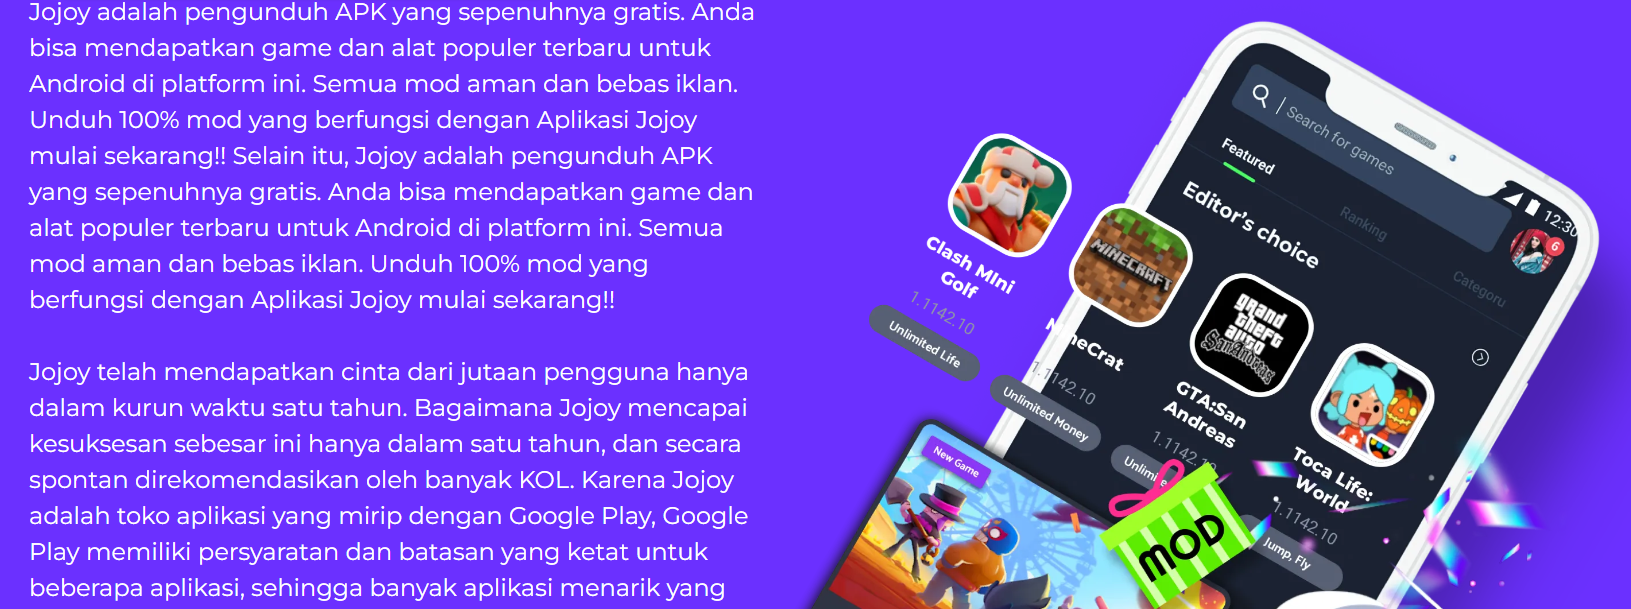 Jojoy adalah pengunduh APK yang sepenuhnya gratis. Anda
bisa mendapatkan game dan alat populer terbaru untuk
Android di platform ini. Semua mod aman dan bebas iklan.
Unduh 100% mod yang berfungsi dengan Aplikasi Jojoy
mulai sekarang!! Selain itu, Jojoy adalah pengunduh APK
yang sepenuhnya gratis. Anda bisa mendapatkan game dan
alat populer terbaru untuk Android di platform ini. Semua
mod aman dan bebas iklan. Unduh 100% mod yang
berfungsi dengan Aplikasi Jojoy mulai sekarang!!
Jojoy telah mendapatkan cinta dari jutaan pengguna hanya
dalam kurun waktu satu tahun. Bagaimana Jojoy mencapai
kesuksesan sebesar ini hanya dalam satu tahun, dan secara
spontan direkomendasikan oleh banyak KOL. Karena Jojoy
adalah toko aplikasi yang mirip dengan Google Play, Google
Play memiliki persyaratan dan batasan yang ketat untuk
beberapa aplikasi, sehingga banyak aplikasi menarik yang
12:30
Search for games
6
Featured
Ranking
Categoru
Editor's choice
Clash MIni
Golf
1.1142.10
Unlimited Life
MINECRAFT
MineCrat
1.1142.10
Unlimited Money
grand
theft
auto
San Andreas
GTA:San
Andreas
1.1142.10
Toca Life:
World
1.1142.10
Jump, Fly
New Game
MOD